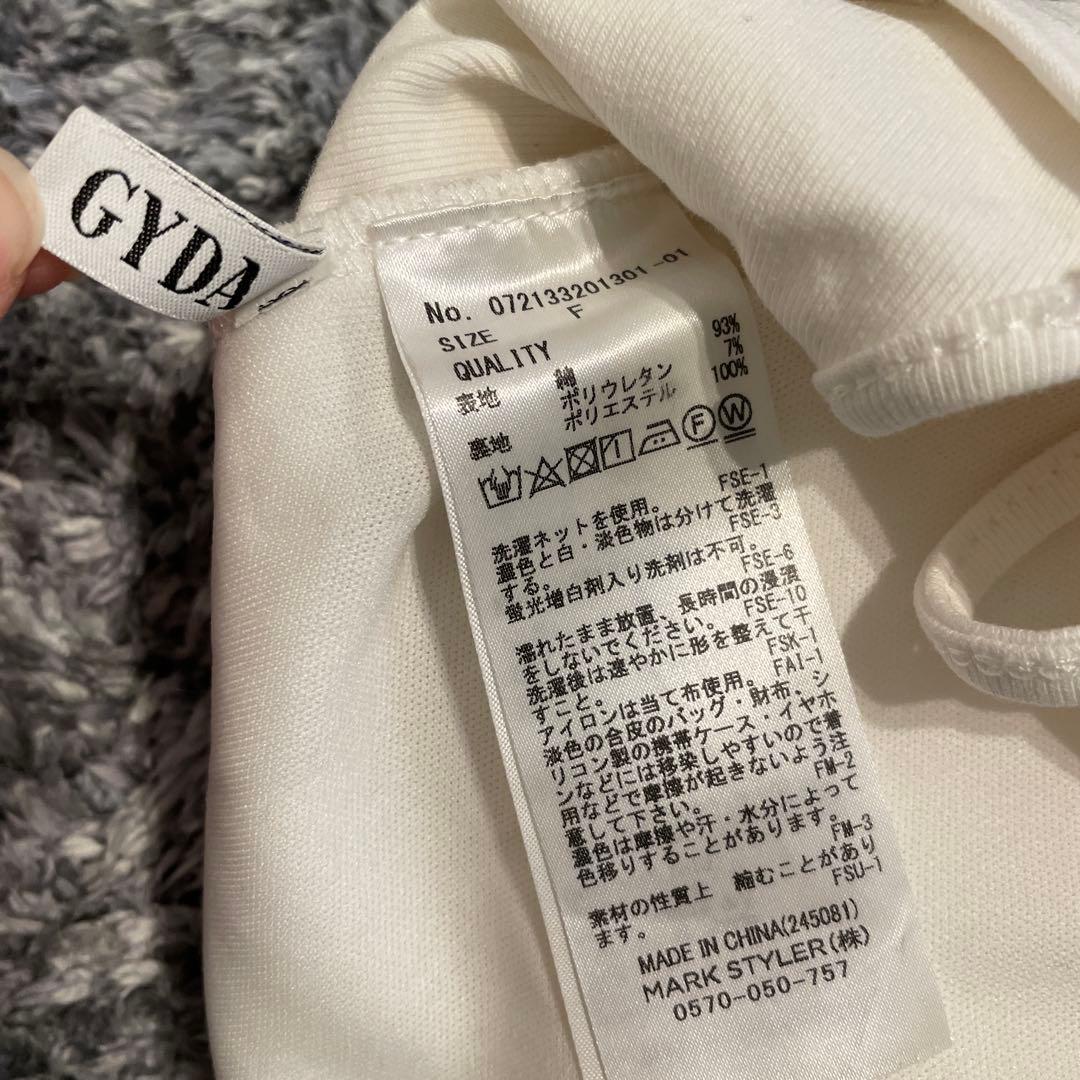 GYDA
No. 072133201301 -01
SIZE F
QUALITY
表地 綿 93%
ポリウレタン 7%
裏地 ポリエステル 100%
F W
FSE-1
洗濯ネットを使用。
濃色と白・淡色物は分けて洗濯
する。 FSE-3
蛍光増白剤入り洗剤は不可。
FSE-6
濡れたまま放置、長時間の浸漬
をしないでください。 FSE-10
洗濯後は速やかに形を整えて干
すこと。 FSK-1
アイロンは当て布使用。 FAI-1
淡色の合皮のバッグ・財布、シ
リコン製の携帯ケース・イヤホ
ンなどには移染しやすいので着
用などで摩擦が起きないよう注
意して下さい。 FM-2
濃色は摩擦や汗・水分によって
色移りすることがあります。
FM-3
素材の性質上 縮むことがあり
ます。 FSU-1
MADE IN CHINA(245081)
MARK STYLER(株)
0570-050-757